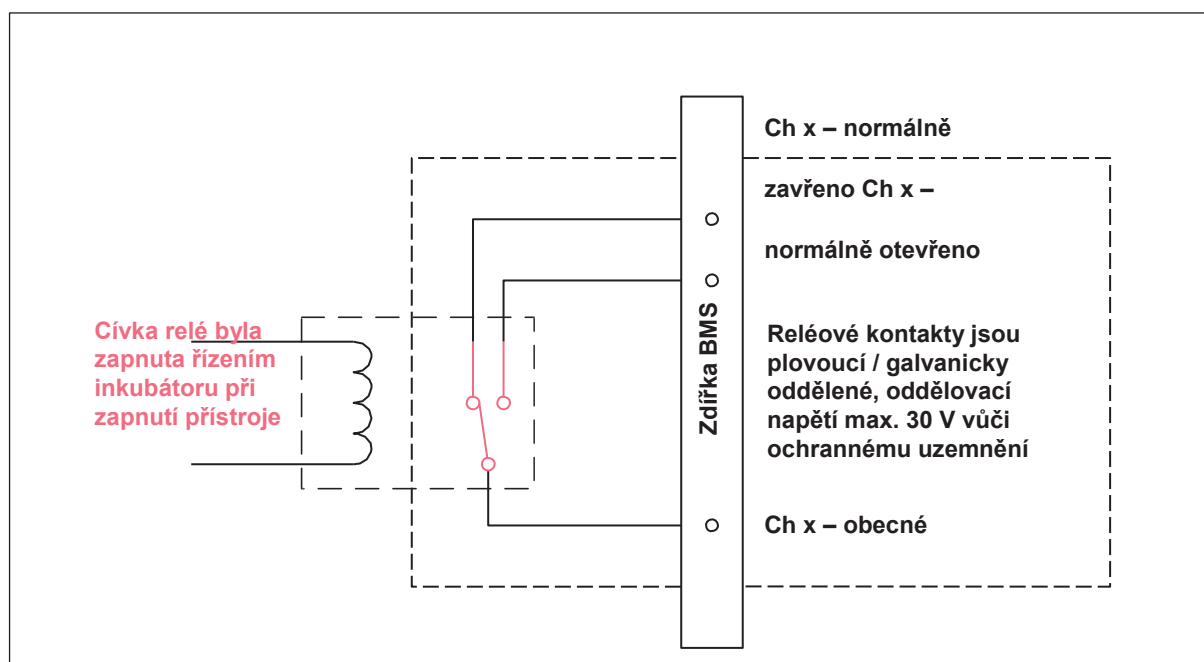 Ch x – normálně
zavřeno Ch x –
normálně otevřeno
Cívka relé byla
zapnuta řízením
inkubátoru při
zapnutí přístroje
Zdířka BMS
Reléové kontakty jsou
plovoucí / galvanicky
oddělené, oddělovací
napětí max. 30 V vůči
ochrannému uzemnění
Ch x – obecné